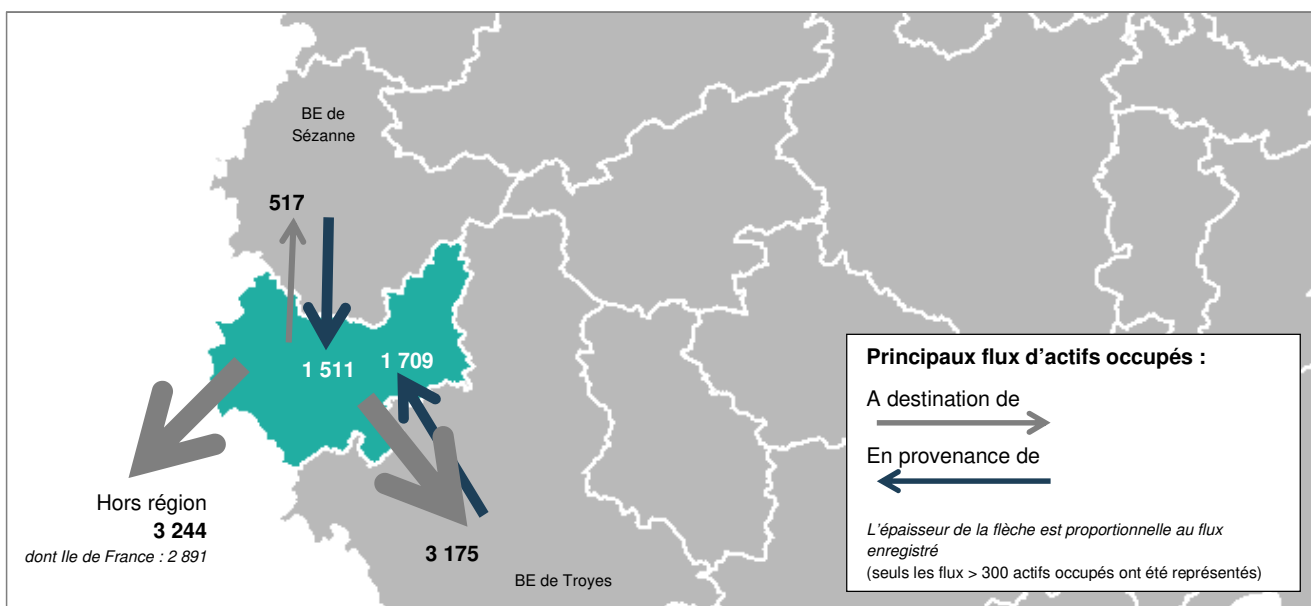 BE de
Sézanne
517
1 511
1 709
Hors région
3 244
dont Ile de France : 2 891
3 175
BE de Troyes
Principaux flux d'actifs occupés :
A destination de
En provenance de
L'épaisseur de la flèche est proportionnelle au flux
enregistré
(seuls les flux > 300 actifs occupés ont été représentés)